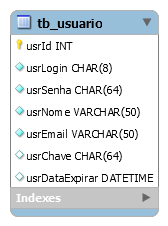 tb_usuario
usrId INT
usrLogin CHAR(8)
usrSenha CHAR(64)
usrNome VARCHAR(50)
usrEmail VARCHAR(50)
usrChave CHAR(64)
usrDataExpirar DATETIME
Indexes